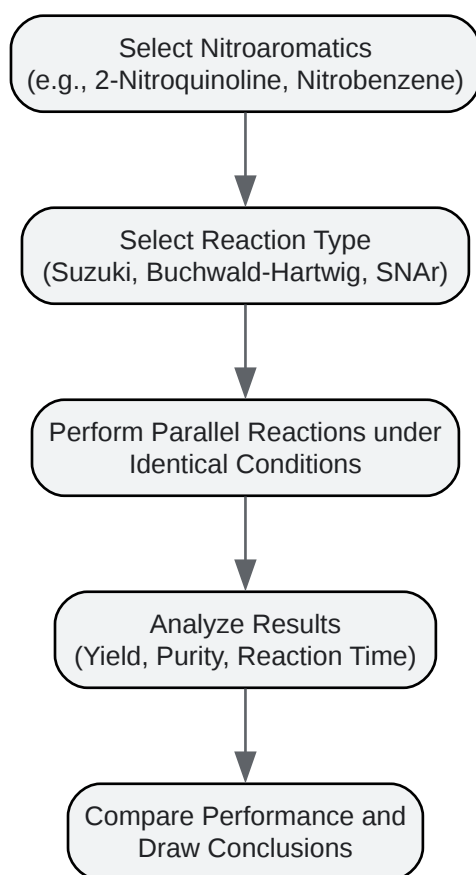 Select Nitroaromatics
(e.g., 2-Nitroquinoline, Nitrobenzene)
Select Reaction Type
(Suzuki, Buchwald-Hartwig, SNAr)
Perform Parallel Reactions under
Identical Conditions
Analyze Results
(Yield, Purity, Reaction Time)
Compare Performance and
Draw Conclusions